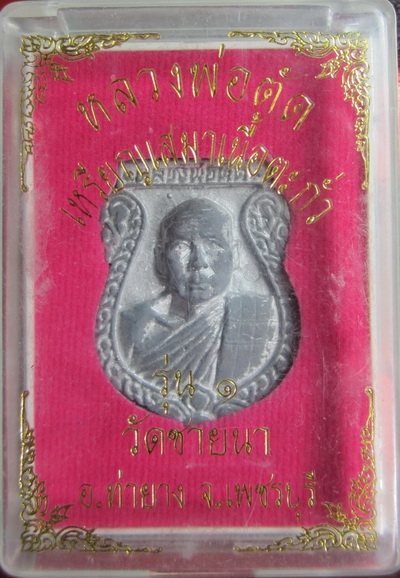 หลวงพ่อตัด
เหรียญเสมาเนื้อตะกั่ว
รุ่น ๑
วัดชายนา
อ.ท่ายาง จ.เพชรบุรี